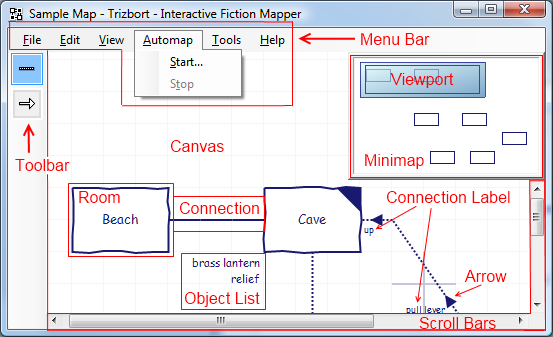 Sample Map - Trizbort - Interactive Fiction Mapper
File Edit View Automap Tools Help
Menu Bar
Start...
Stop
Viewport
Toolbar
Canvas
Minimap
Room
Connection
Connection Label
Beach
Cave
up
brass lantern
relief
Object List
Arrow
pull lever
Scroll Bars